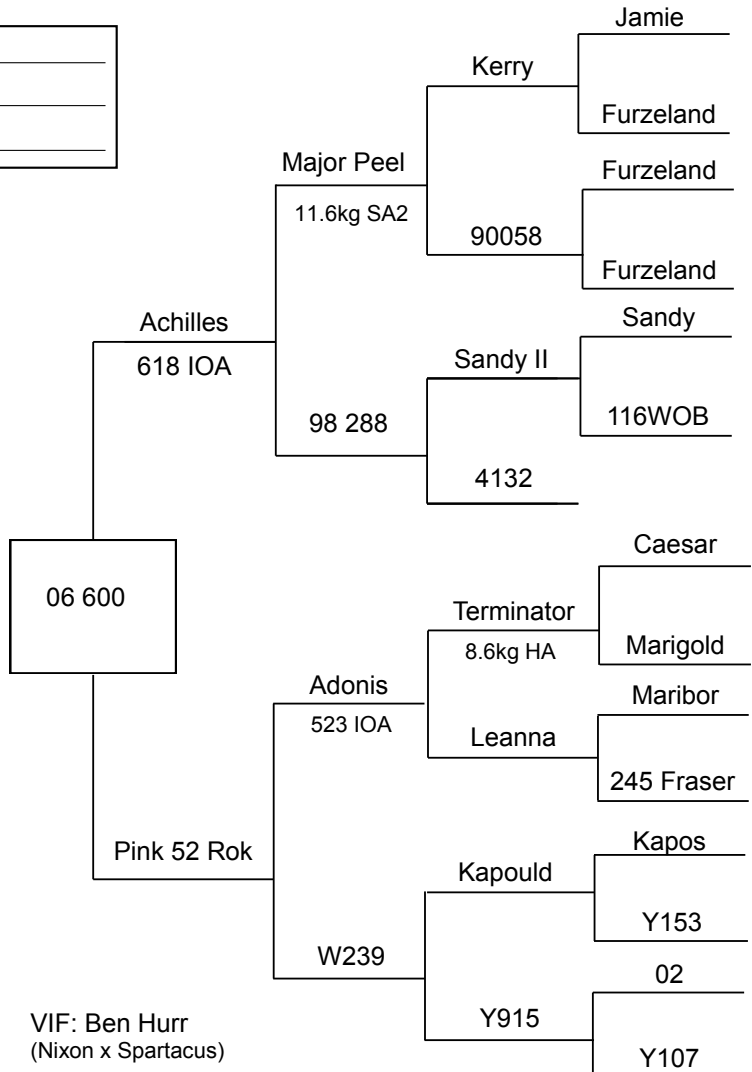 Jamie
Kerry
Furzeland
Major Peel
11.6kg SA2
Furzeland
90058
Furzeland
Achilles
618 IOA
Sandy
Sandy II
98 288
116WOB
4132
06 600
Caesar
Terminator
8.6kg HA
Marigold
Adonis
523 IOA
Maribor
Leanna
245 Fraser
Pink 52 Rok
Kapos
Kapould
Y153
W239
02
Y915
Y107
VIF: Ben Hurr
(Nixon x Spartacus)